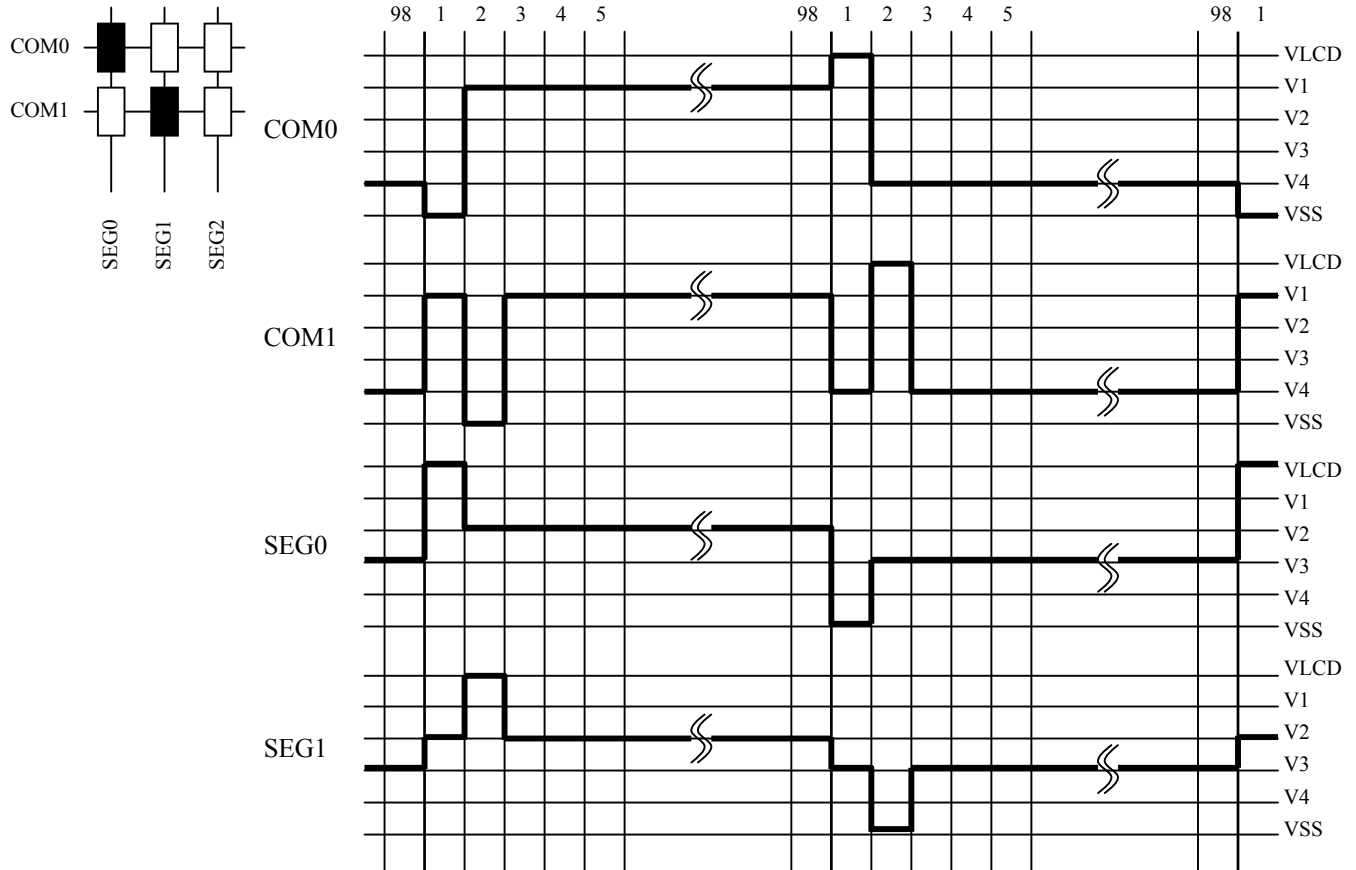 98 1 2 3 4 5 98 1 2 3 4 5 98 1
COM0
COM1
SEG0
SEG1
SEG2
COM0
VLCD
V1
V2
V3
V4
VSS
COM1
VLCD
V1
V2
V3
V4
VSS
SEG0
VLCD
V1
V2
V3
V4
VSS
SEG1
VLCD
V1
V2
V3
V4
VSS